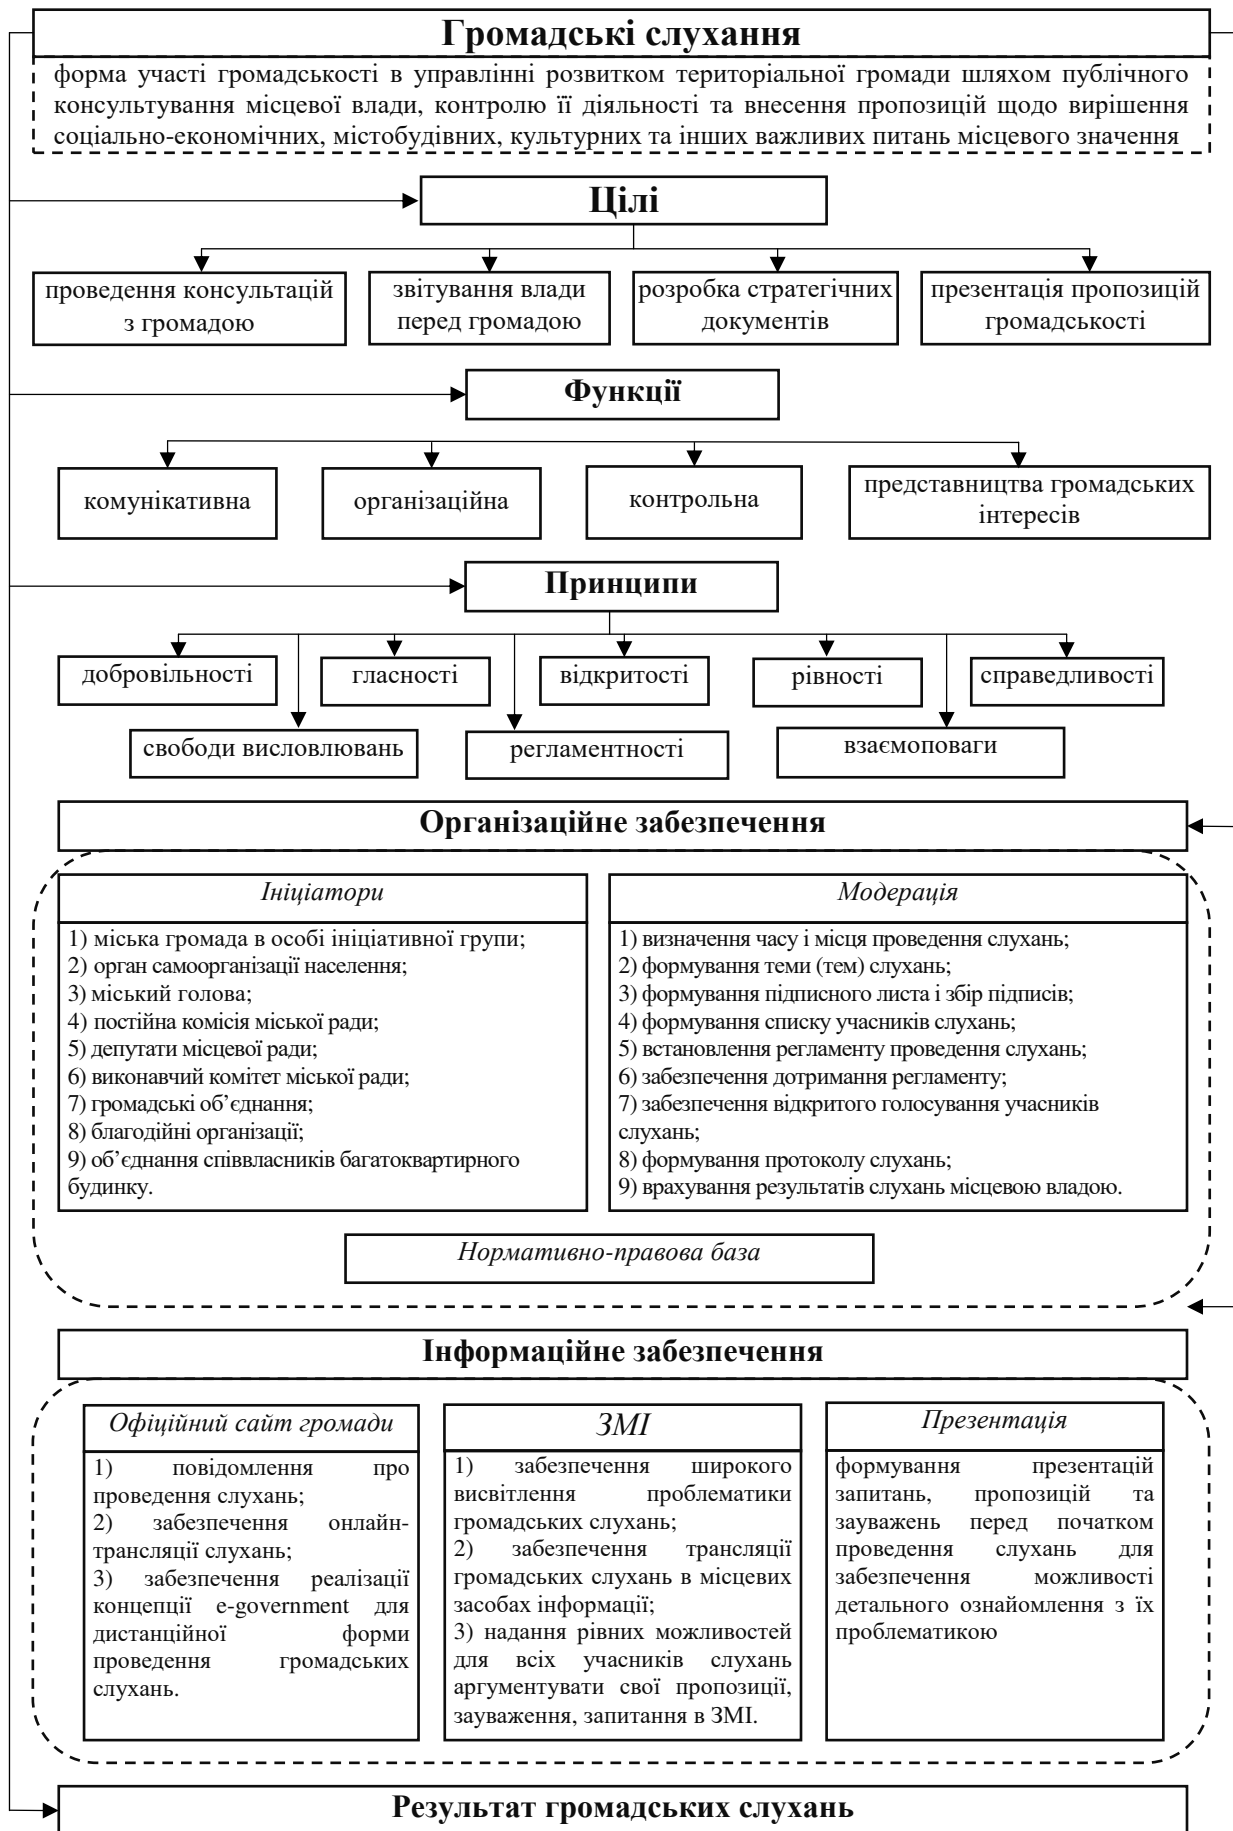 Громадські слухання
форма участі громадськості в управлінні розвитком територіальної громади шляхом публічного
консультування місцевої влади, контролю її діяльності та внесення пропозицій щодо вирішення
соціально-економічних, містобудівних, культурних та інших важливих питань місцевого значення
Цілі
проведення консультацій
з громадою
звітування влади
перед громадою
розробка стратегічних
документів
презентація пропозицій
громадськості
Функції
комунікативна
організаційна
контрольна
представництва громадських
інтересів
Принципи
добровільності
гласності
відкритості
рівності
справедливості
свободи висловлювань
регламентності
взаємоповаги
Організаційне забезпечення
Ініціатори
1) міська громада в особі ініціативної групи;
2) орган самоорганізації населення;
3) міський голова;
4) постійна комісія міської ради;
5) депутати місцевої ради;
6) виконавчий комітет міської ради;
7) громадські об’єднання;
8) благодійні організації;
9) об’єднання співвласників багатоквартирного
будинку.
Модерація
1) визначення часу і місця проведення слухань;
2) формування теми (тем) слухань;
3) формування підписного листа і збір підписів;
4) формування списку учасників слухань;
5) встановлення регламенту проведення слухань;
6) забезпечення дотримання регламенту;
7) забезпечення відкритого голосування учасників
слухань;
8) формування протоколу слухань;
9) врахування результатів слухань місцевою владою.
Нормативно-правова база
Інформаційне забезпечення
Офіційний сайт громади
1) повідомлення про
проведення слухань;
2) забезпечення онлайн-
трансляції слухань;
3) забезпечення реалізації
концепції e-government для
дистанційної форми
проведення громадських
слухань.
ЗМІ
1) забезпечення широкого
висвітлення проблематики
громадських слухань;
2) забезпечення трансляції
громадських слухань в місцевих
засобах інформації;
3) надання рівних можливостей
для всіх учасників слухань
аргументувати свої пропозиції,
зауваження, запитання в ЗМІ.
Презентація
формування презентацій
запитань, пропозицій та
зауважень перед початком
проведення слухань для
забезпечення можливості
детального ознайомлення з їх
проблематикою
Результат громадських слухань